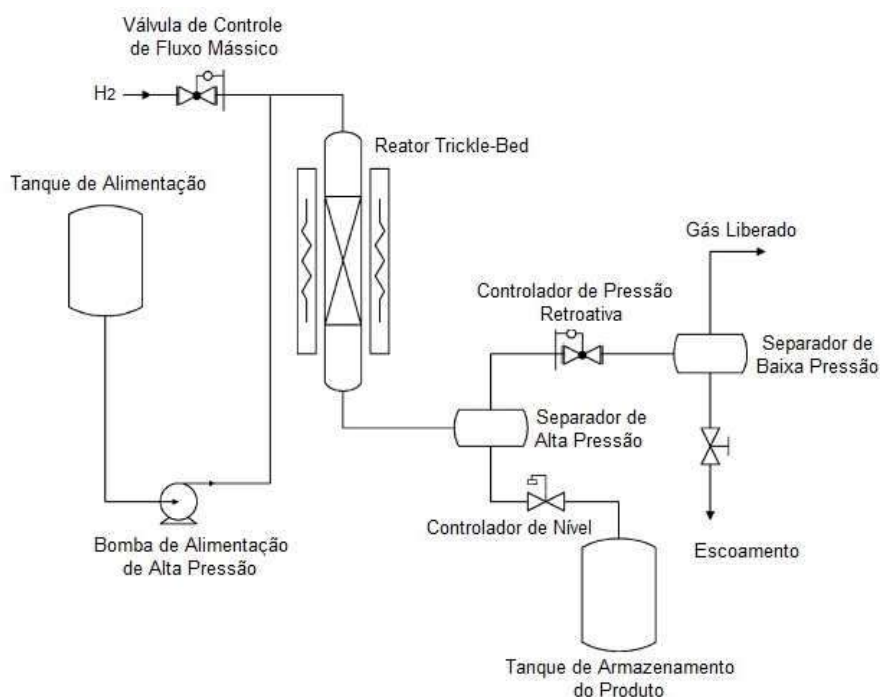 Válvula de Controle
de Fluxo Mássico
H2
Reator Trickle-Bed
Tanque de Alimentação
Gás Liberado
Controlador de Pressão
Retroativa
Separador de
Baixa Pressão
Separador de
Alta Pressão
Controlador de Nível
Bomba de Alimentação
de Alta Pressão
Escoamento
Tanque de Armazenamento
do Produto